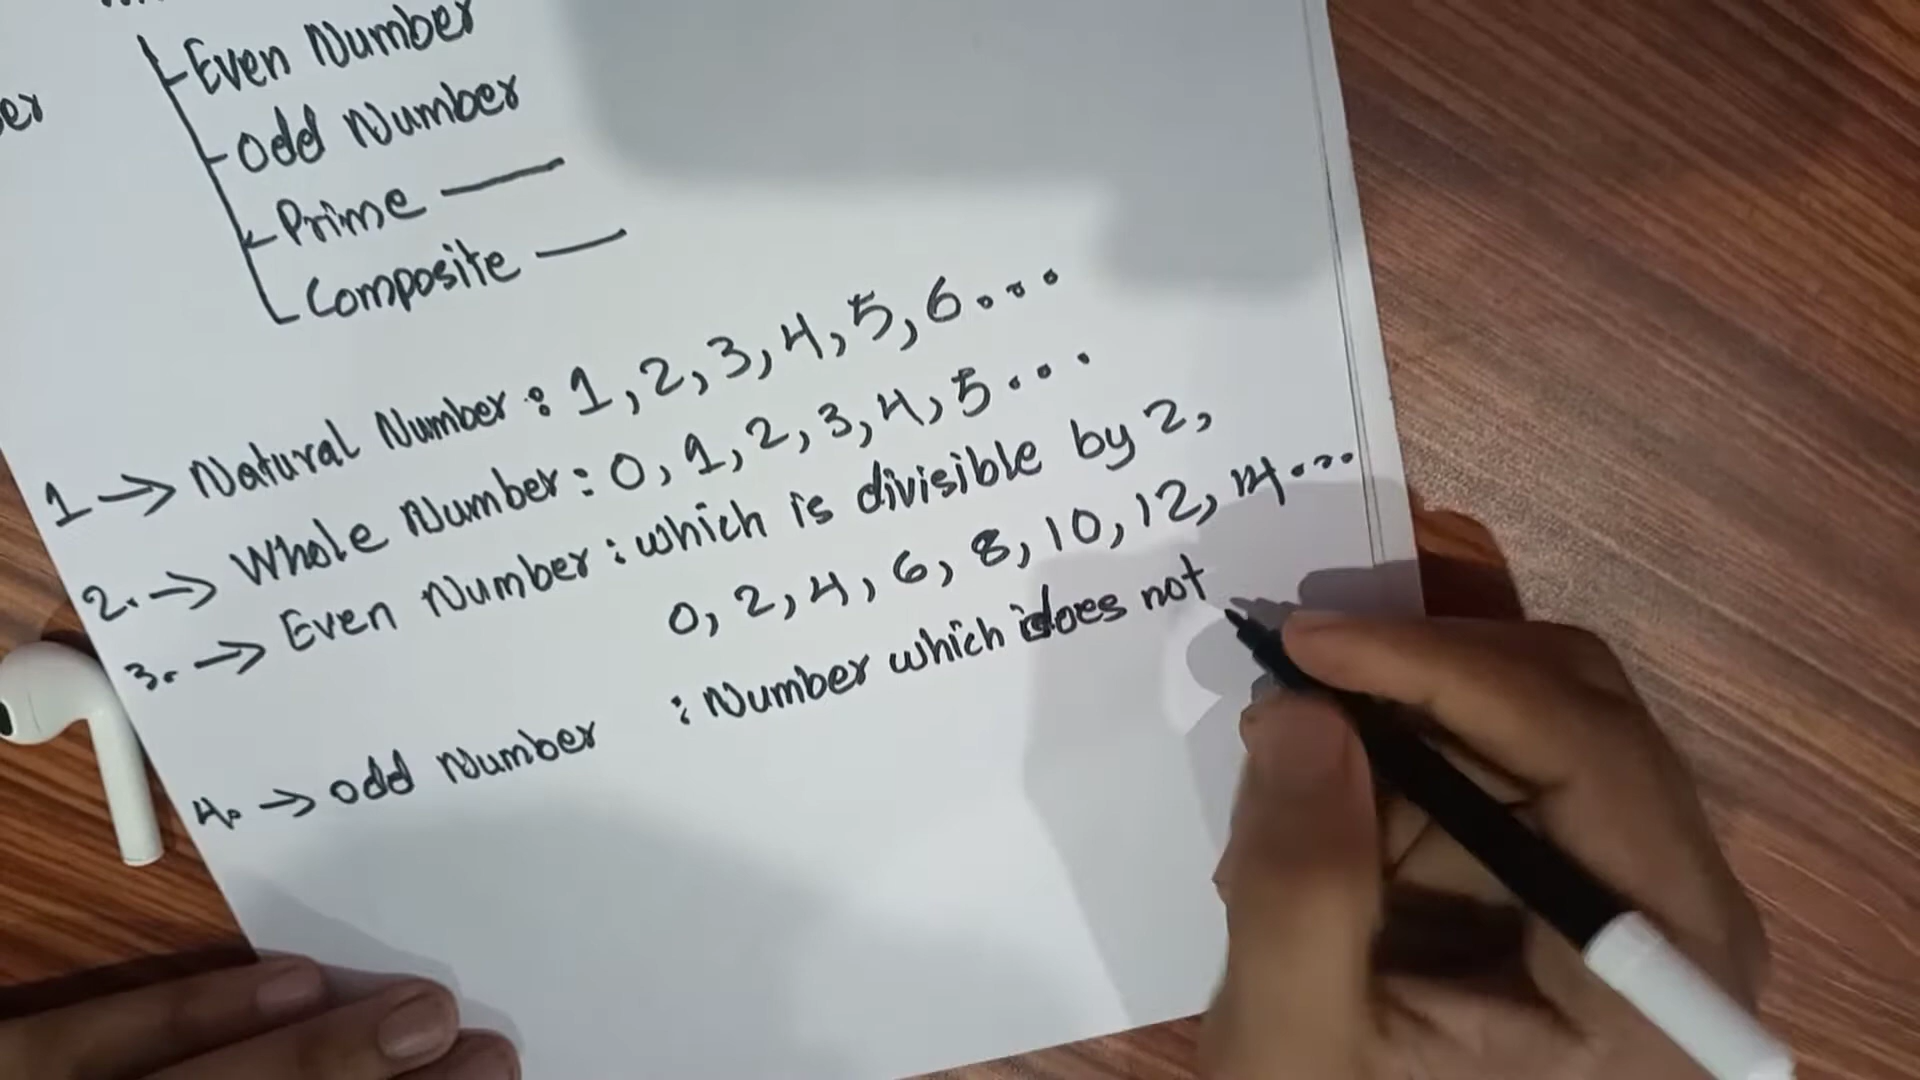 Even Number
Odd Number
Prime
Composite
1 → Natural Number : 1, 2, 3, 4, 5, 6...
2. → Whole Number : 0, 1, 2, 3, 4, 5...
3. → Even Number : which is divisible by 2,
0, 2, 4, 6, 8, 10, 12, 14...
4. → odd Number : Number which does not